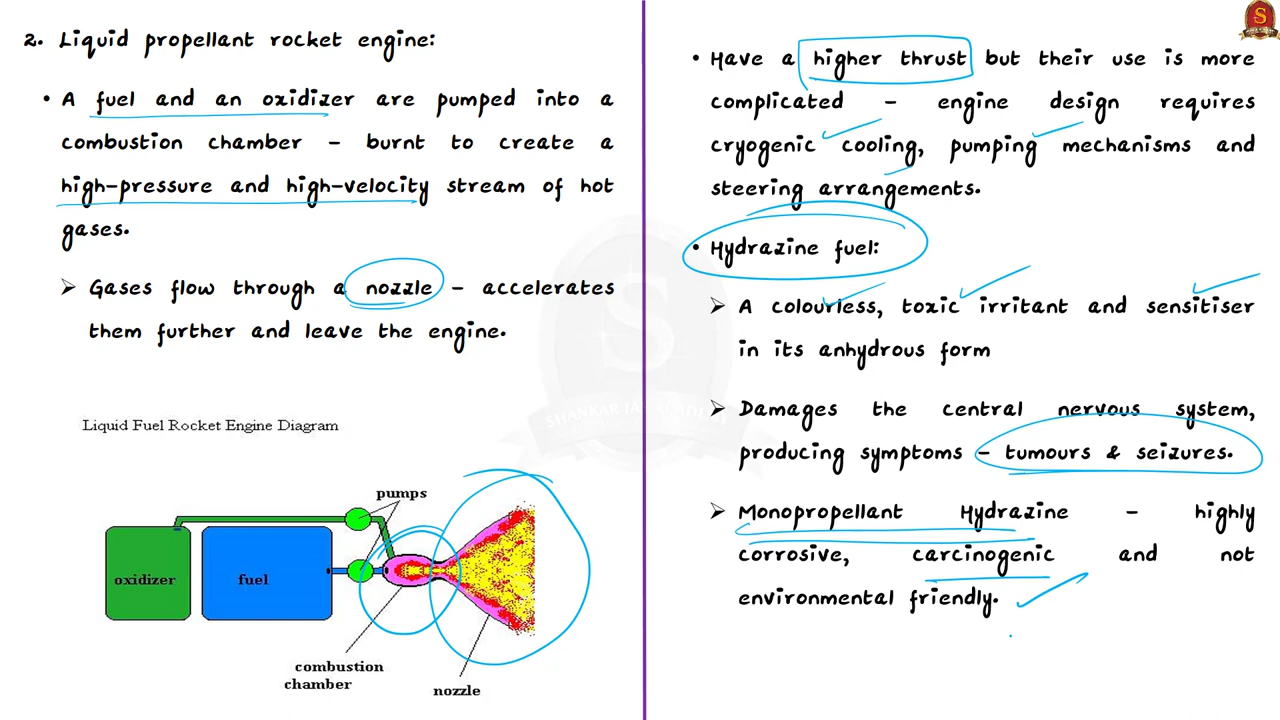 2. Liquid propellant rocket engine:
• A fuel and an oxidizer are pumped into a
combustion chamber – burnt to create a
high-pressure and high-velocity stream of hot
gases.
➢ Gases flow through a nozzle – accelerates
them further and leave the engine.
Liquid Fuel Rocket Engine Diagram
pumps
oxidizer
fuel
combustion
chamber
nozzle
• Have a higher thrust but their use is more
complicated – engine design requires
cryogenic cooling, pumping mechanisms and
steering arrangements.
• Hydrazine fuel:
➢ A colourless, toxic irritant and sensitiser
in its anhydrous form
➢ Damages the central nervous system,
producing symptoms – tumours & seizures.
➢ Monopropellant Hydrazine – highly
corrosive, carcinogenic and not
environmental friendly.
S